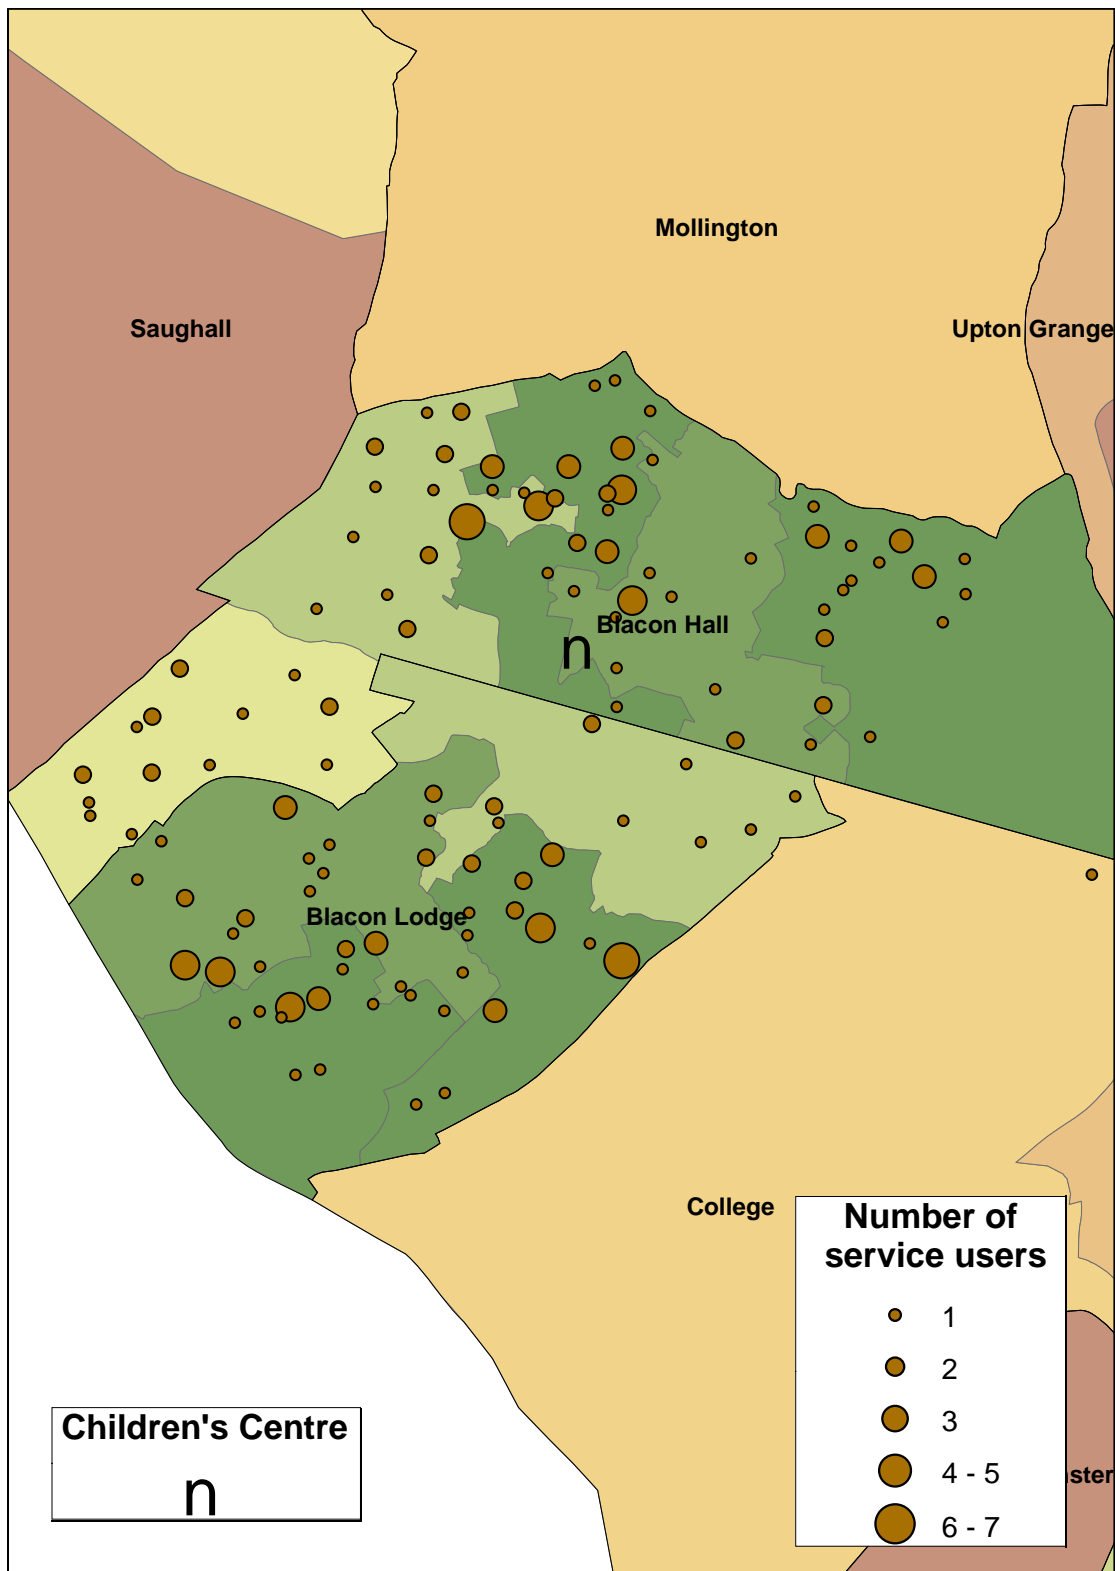 Mollington
Saughall
Upton Grange
Blacon Hall
n
Blacon Lodge
College
Number of
service users
1
2
3
4 - 5
6 - 7
Children's Centre
n